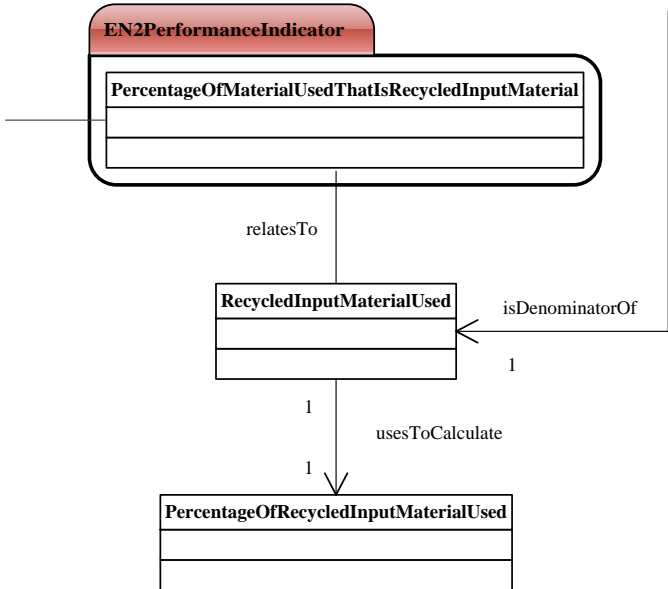 EN2PerformanceIndicator
PercentageOfMaterialUsedThatIsRecycledInputMaterial
relatesTo
RecycledInputMaterialUsed
isDenominatorOf
1
1
usesToCalculate
1
PercentageOfRecycledInputMaterialUsed